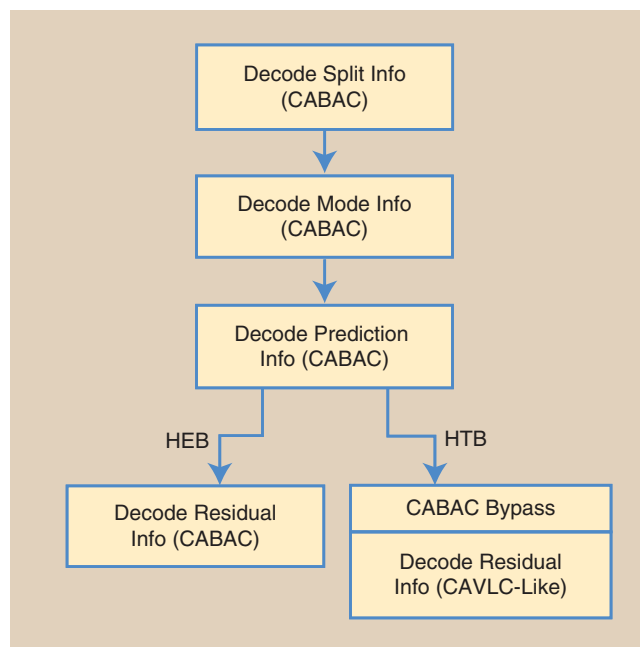 Decode Split Info
(CABAC)
Decode Mode Info
(CABAC)
Decode Prediction
Info (CABAC)
HEB
HTB
Decode Residual
Info (CABAC)
CABAC Bypass
Decode Residual
Info (CAVLC-Like)